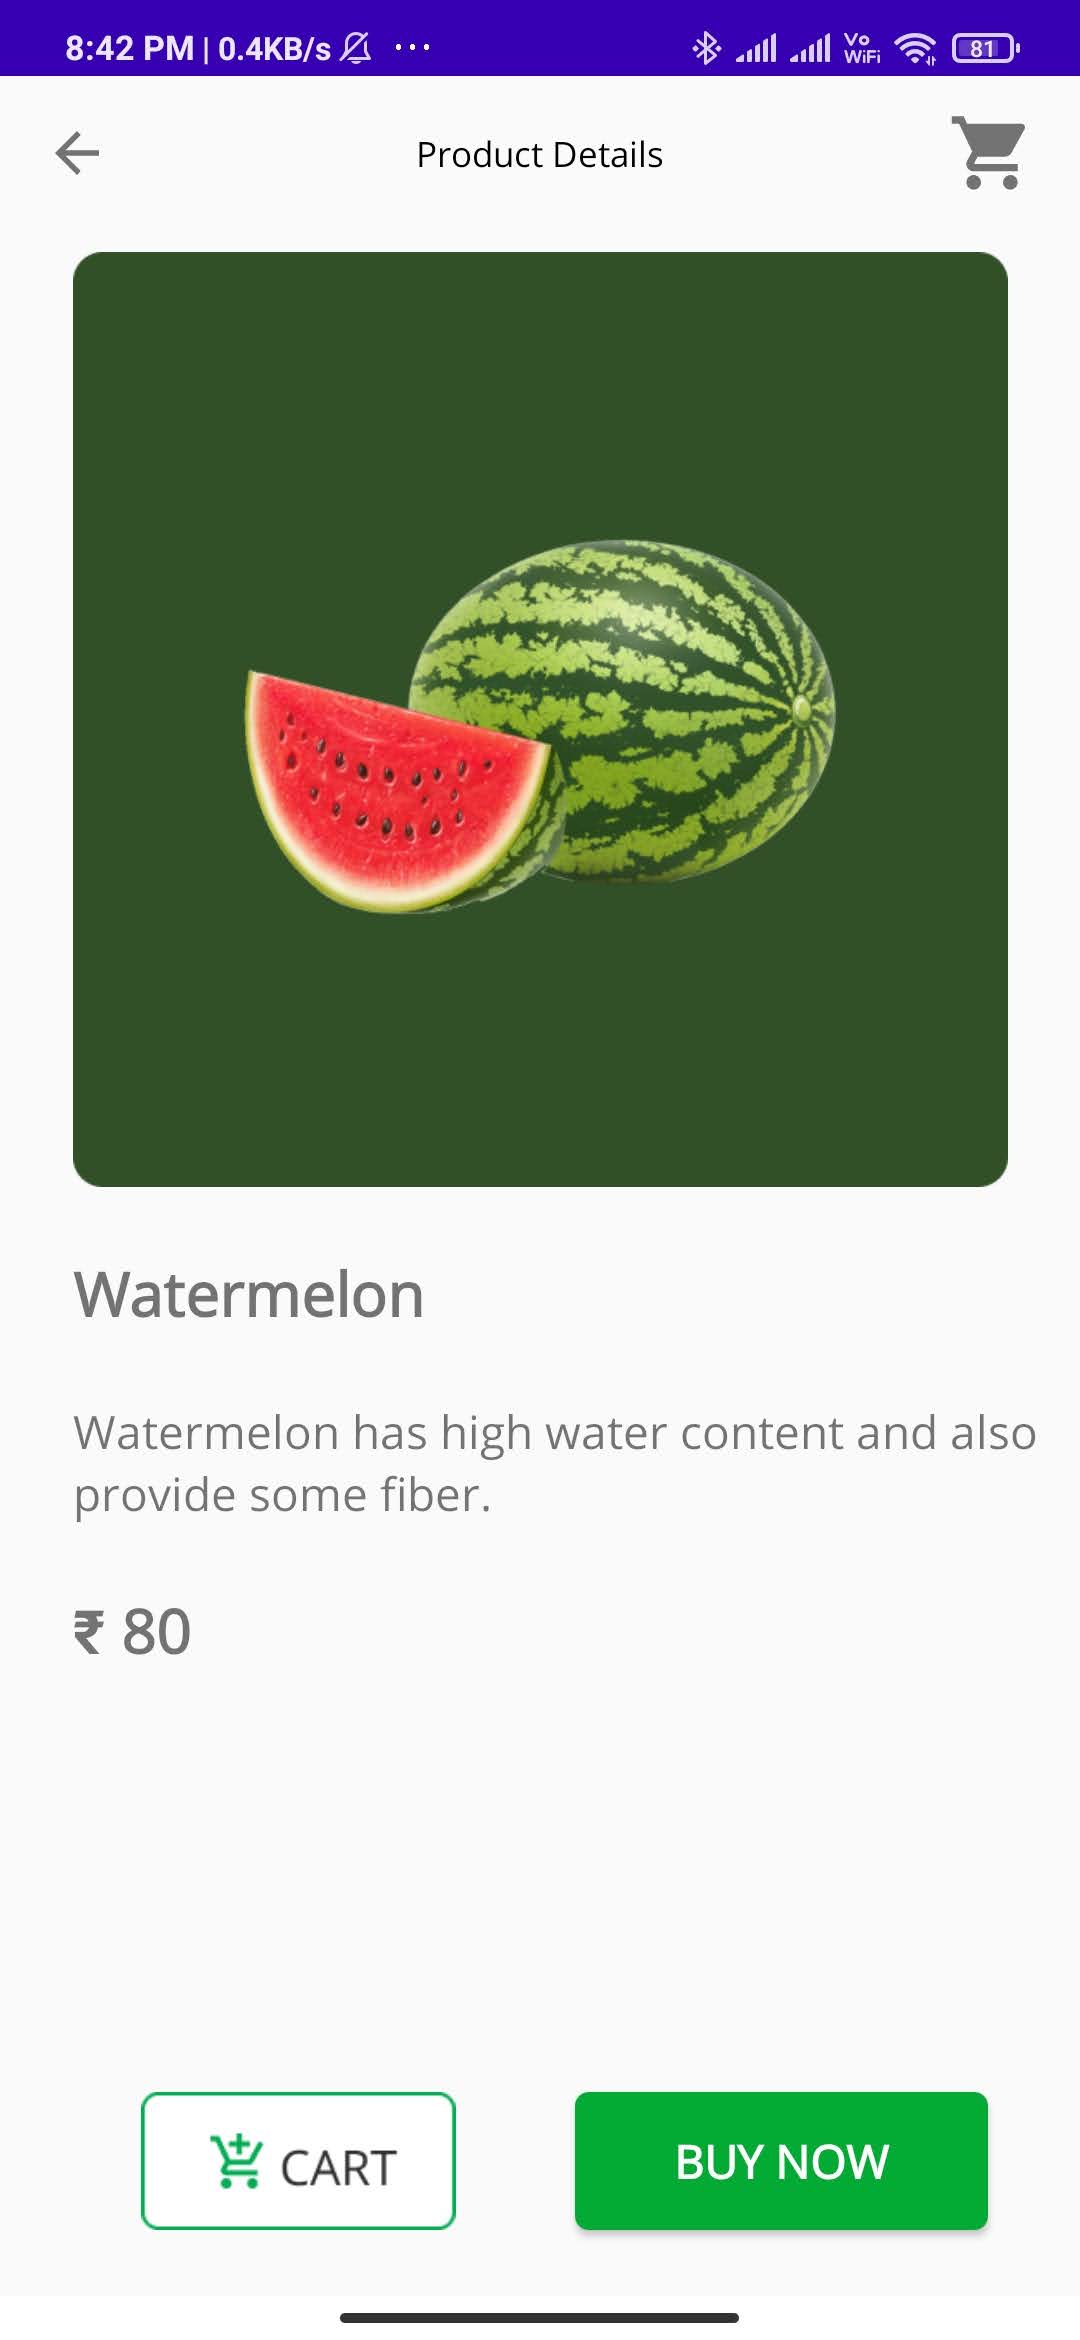 8:42 PM | 0.4KB/s ... Vo WiFi 81
Product Details
Watermelon
Watermelon has high water content and also
provide some fiber.
₹ 80
CART
BUY NOW